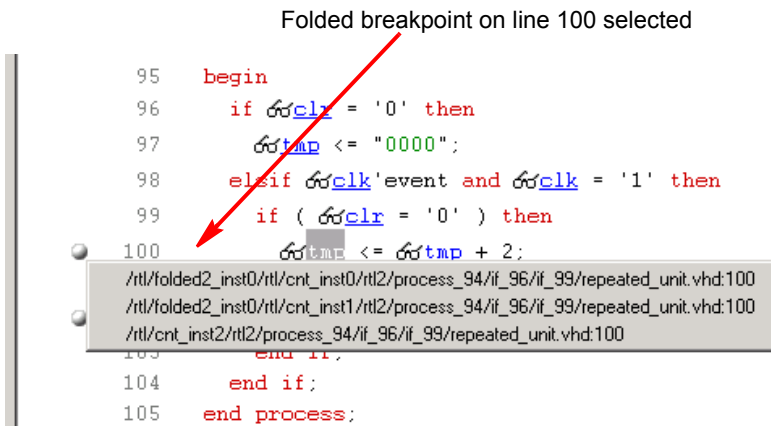 Folded breakpoint on line 100 selected
95 begin
96 if clr = '0' then
97 tmp <= "0000";
98 elsif clk'event and clk = '1' then
99 if ( clr = '0' ) then
100 tmp <= tmp + 2;
/rtl/folded2_inst0/rtl/cnt_inst0/rtl2/process_94/if_96/if_99/repeated_unit.vhd:100
/rtl/folded2_inst0/rtl/cnt_inst1/rtl2/process_94/if_96/if_99/repeated_unit.vhd:100
/rtl/cnt_inst2/rtl2/process_94/if_96/if_99/repeated_unit.vhd:100
103 end if;
104 end if;
105 end process;